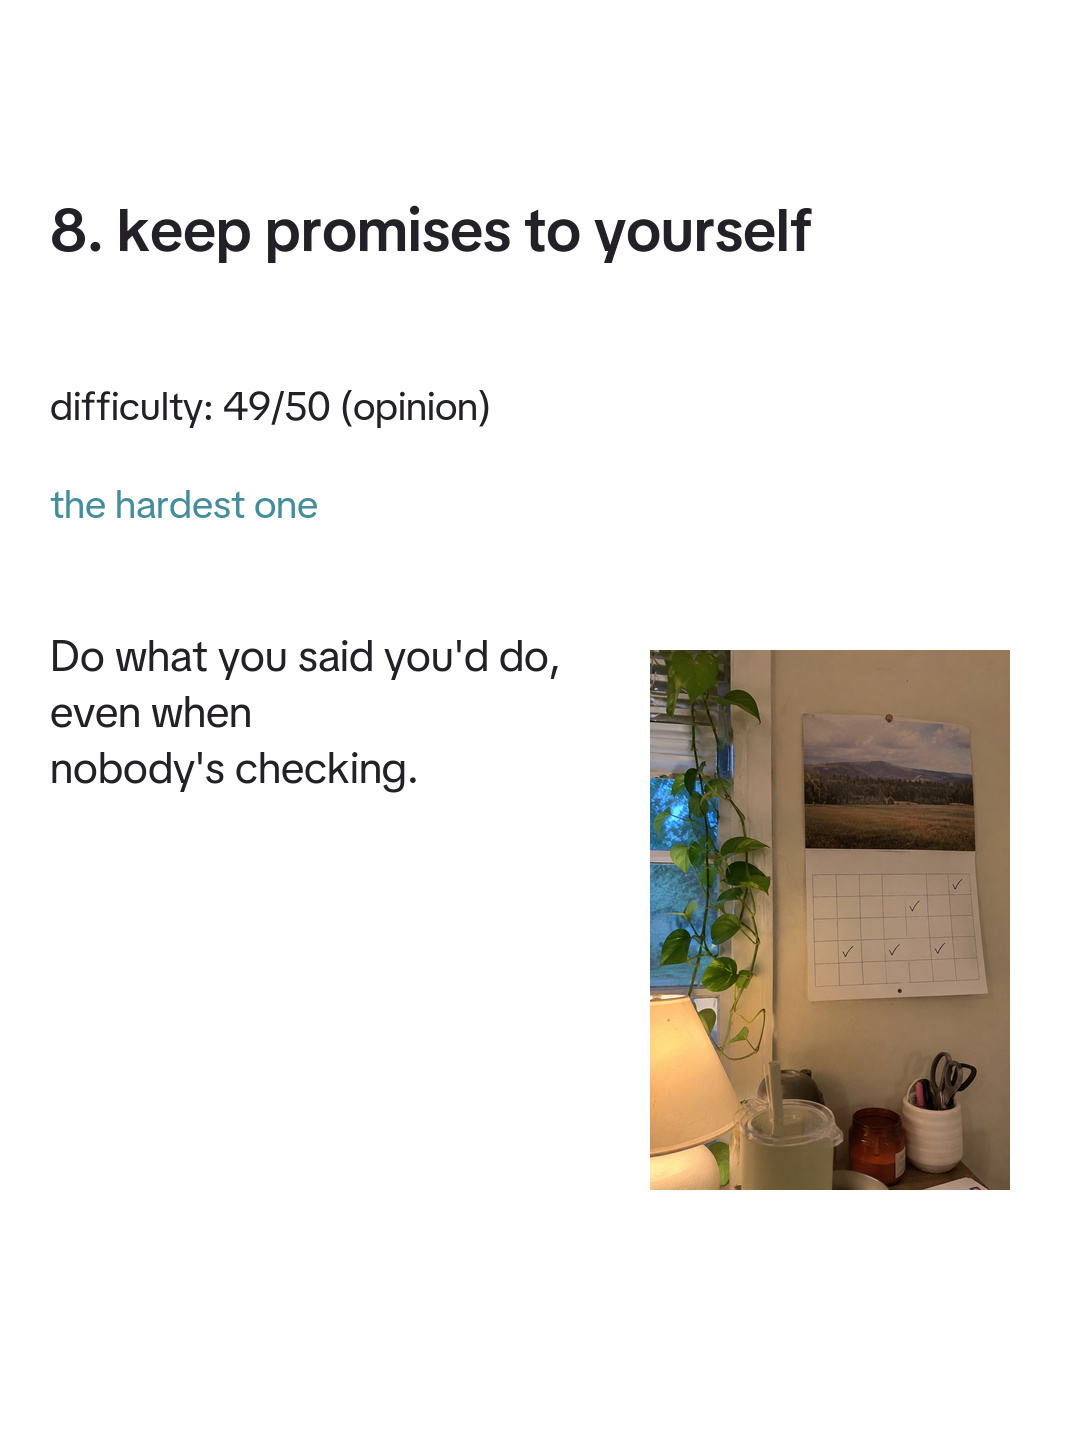 8. keep promises to yourself
difficulty: 49/50 (opinion)
the hardest one
Do what you said you'd do,
even when
nobody's checking.